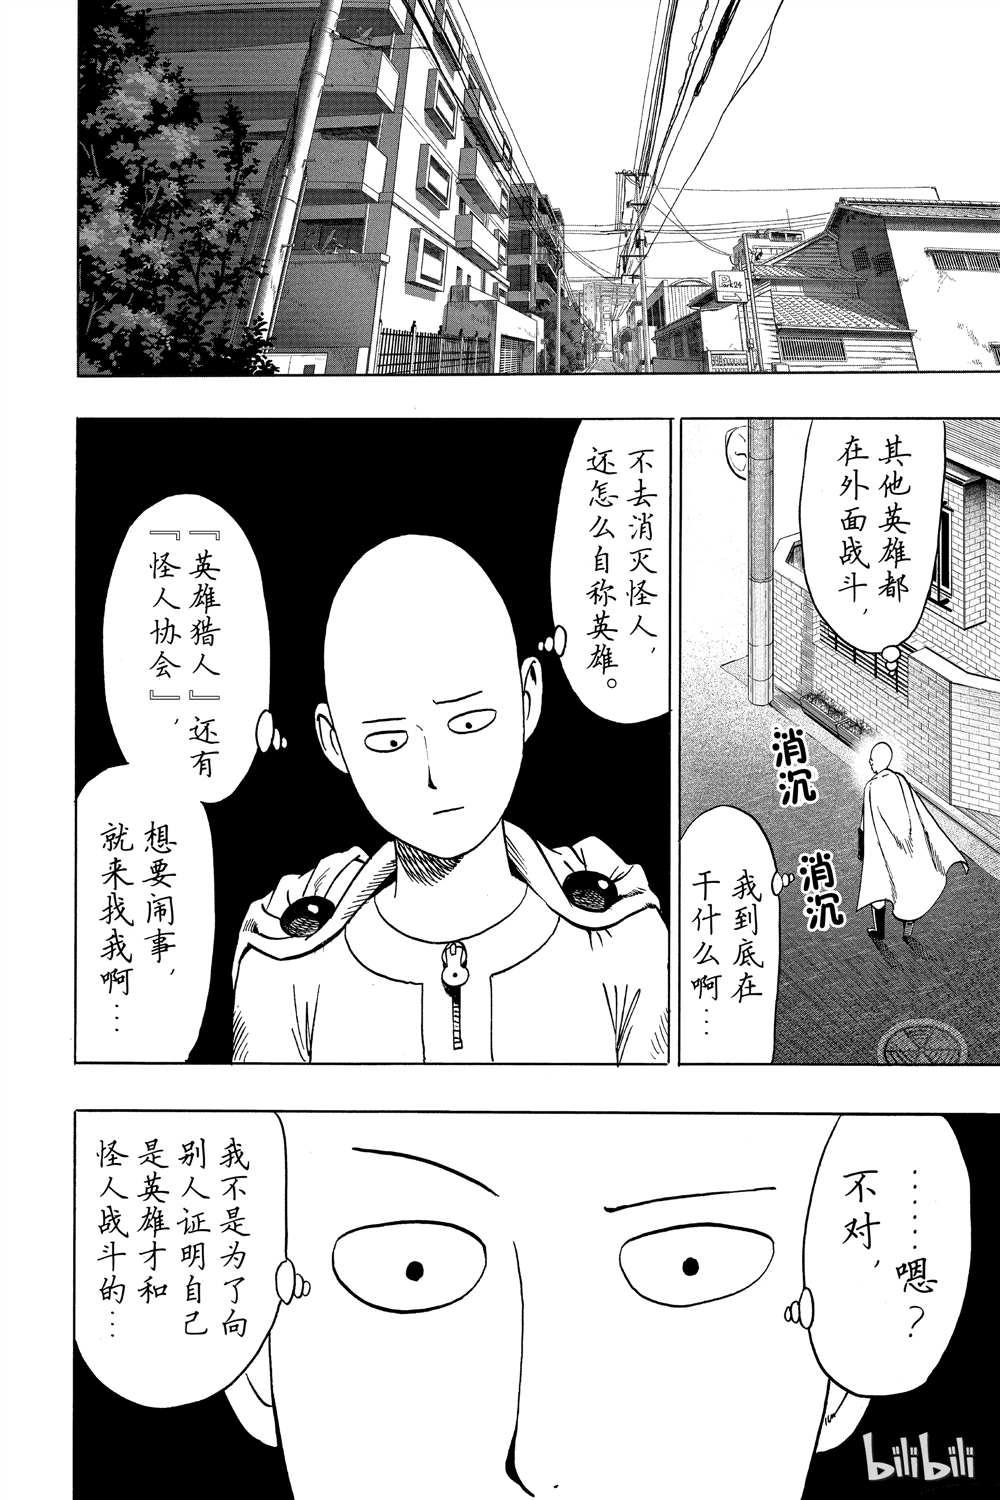 P
Park24
其他英雄都
在外面战斗，
消沉
消沉
我到底在
干什么啊…
不去消灭怪人，
还怎么自称英雄。
『英雄猎人』还有
『怪人协会』，
想要闹事，
就来找我啊…
……嗯？
不对，
我不是为了向
别人证明自己
是英雄才和
怪人战斗的…
bilibili